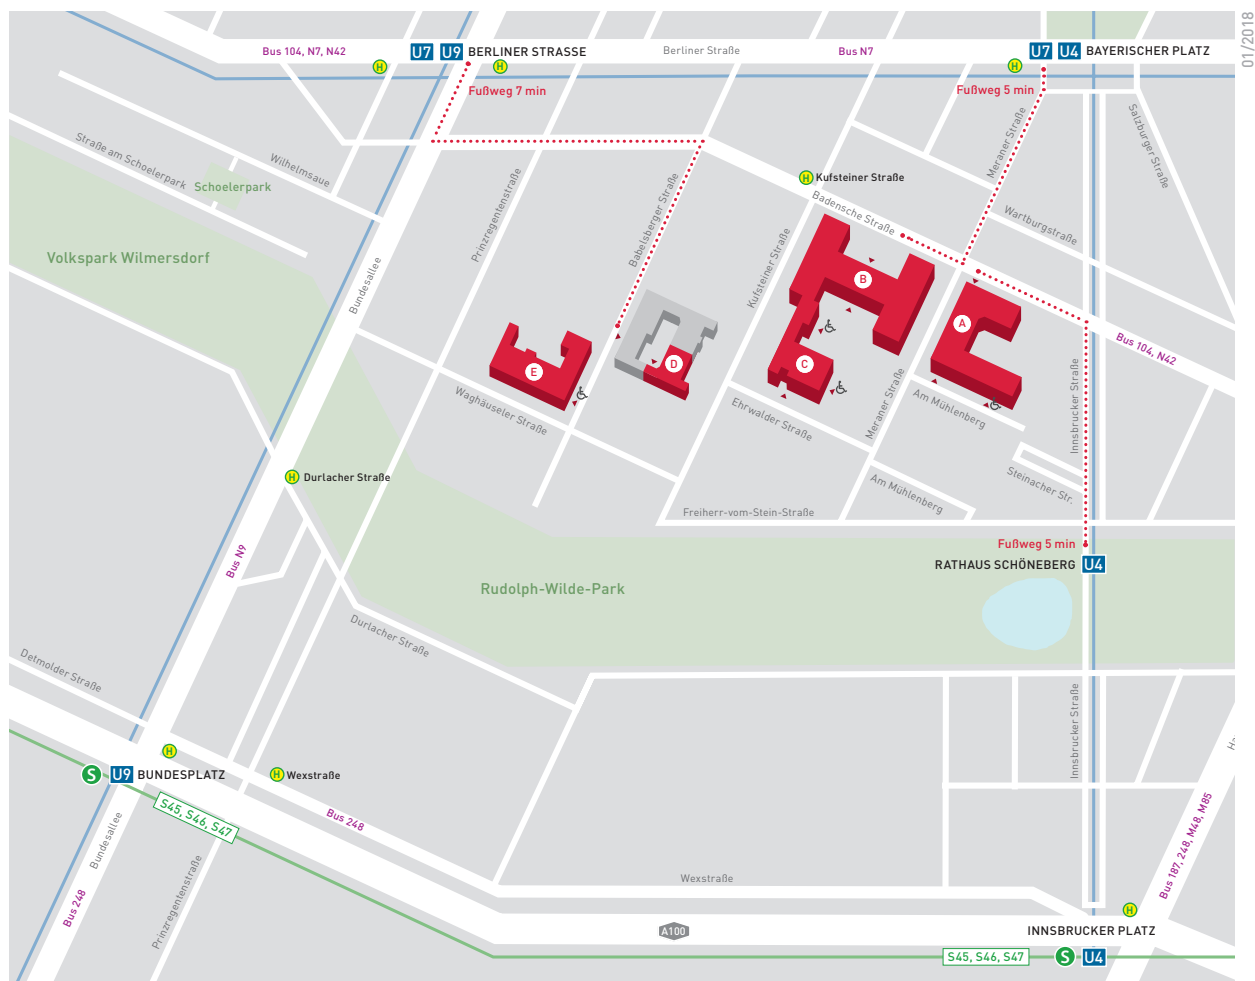 01/2018
Bus 104, N7, N42
U7 U9 BERLINER STRASSE
Berliner Straße
Bus N7
U7 U4 BAYERISCHER PLATZ
H
H
H
Fußweg 7 min
Fußweg 5 min
Straße am Schoelerpark
Wilhelmsaue
Schoelerpark
Meraner Straße
Salzburger Straße
H Kufsteiner Straße
Badensche Straße
Wartburgstraße
Prinzregentenstraße
Babelsberger Straße
Kufsteiner Straße
Volkspark Wilmersdorf
Bundesallee
B
A
C
D
E
Bus 104, N42
Waghäuseler Straße
Ehrwalder Straße
Meraner Straße
Am Mühlenberg
Innsbrucker Straße
H Durlacher Straße
Steinacher Str.
Am Mühlenberg
Freiherr-vom-Stein-Straße
Bus N9
Fußweg 5 min
RATHAUS SCHÖNEBERG U4
Rudolph-Wilde-Park
Durlacher Straße
Detmolder Straße
Innsbrucker Straße
Ha
H
S U9 BUNDESPLATZ
H Wexstraße
S45, S46, S47
Bus 248
Bus 187, 248, M48, M85
Bundesallee
Wexstraße
Bus 248
Prinzregentenstraße
A100
H
INNSBRUCKER PLATZ
S45, S46, S47 S U4